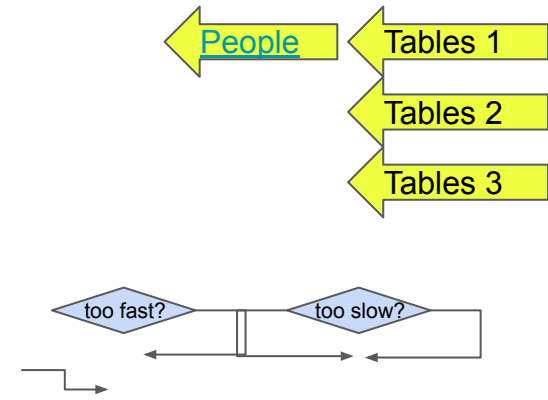 People
Tables 1
Tables 2
Tables 3
too fast?
too slow?